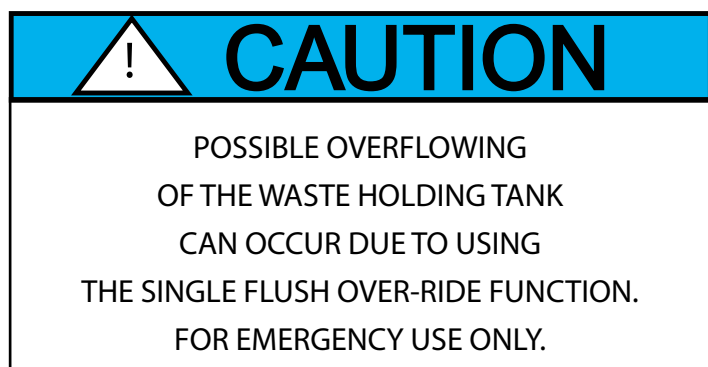 ! CAUTION
POSSIBLE OVERFLOWING
OF THE WASTE HOLDING TANK
CAN OCCUR DUE TO USING
THE SINGLE FLUSH OVER-RIDE FUNCTION.
FOR EMERGENCY USE ONLY.